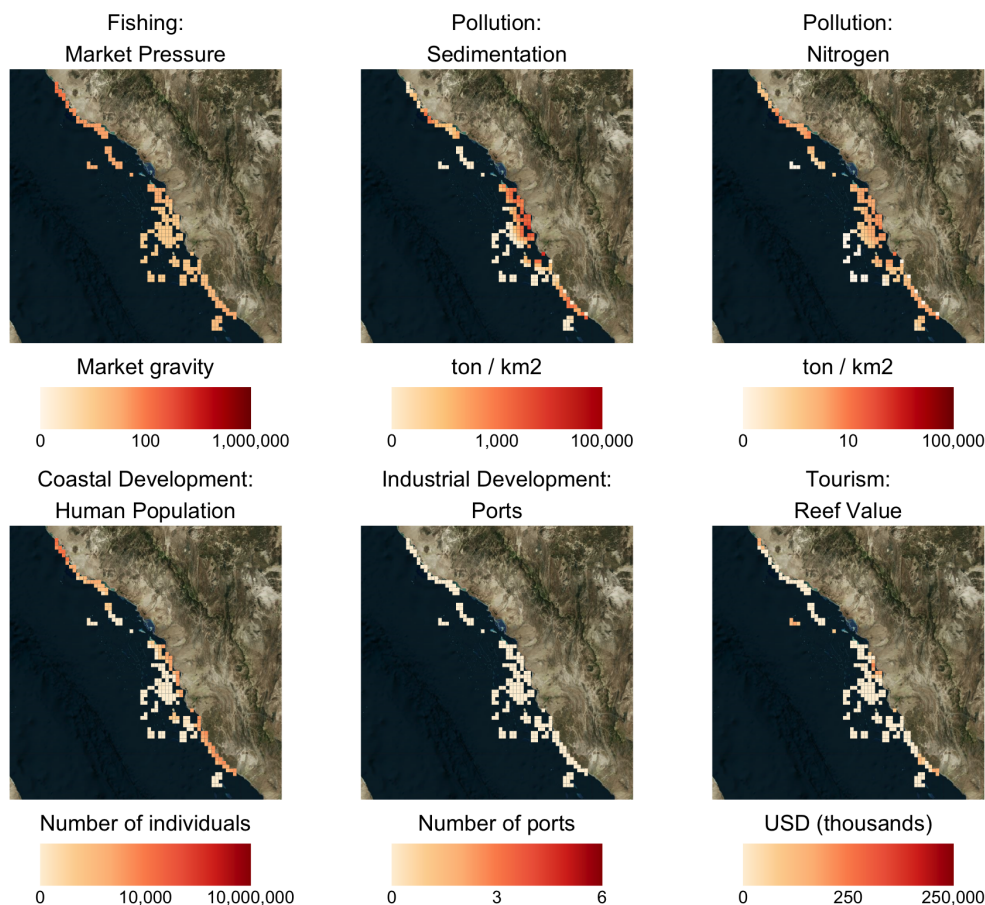 Fishing:
Market Pressure
Pollution:
Sedimentation
Pollution:
Nitrogen
Market gravity
0 100 1,000,000
ton / km2
0 1,000 100,000
ton / km2
0 10 100,000
Coastal Development:
Human Population
Industrial Development:
Ports
Tourism:
Reef Value
Number of individuals
0 10,000 10,000,000
Number of ports
0 3 6
USD (thousands)
0 250 250,000